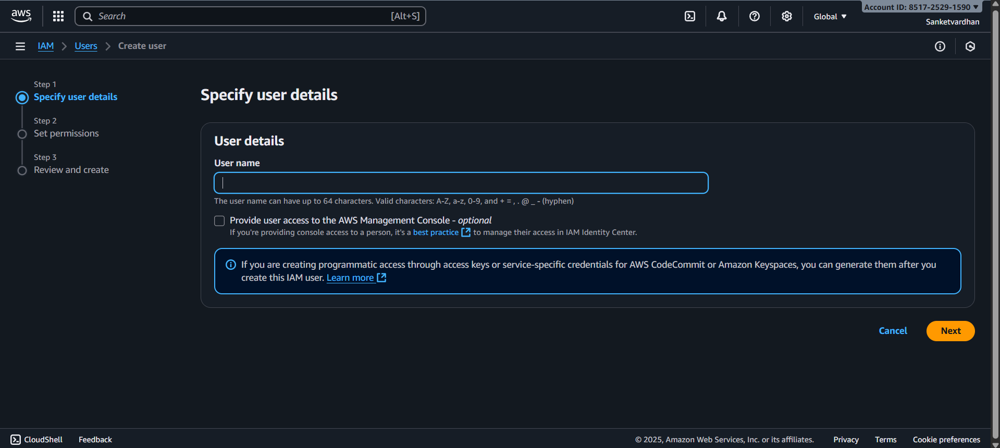 aws
Search [Alt+S]
Global
Account ID: 8517-2529-1590
Sanketvardhan
IAM
Users
Create user
Step 1
Specify user details
Step 2
Set permissions
Step 3
Review and create
Specify user details
User details
User name
The user name can have up to 64 characters. Valid characters: A-Z, a-z, 0-9, and + = , . @ _ - (hyphen)
Provide user access to the AWS Management Console - optional
If you're providing console access to a person, it's a best practice to manage their access in IAM Identity Center.
If you are creating programmatic access through access keys or service-specific credentials for AWS CodeCommit or Amazon Keyspaces, you can generate them after you
create this IAM user. Learn more
Cancel
Next
CloudShell
Feedback
© 2025, Amazon Web Services, Inc. or its affiliates.
Privacy
Terms
Cookie preferences